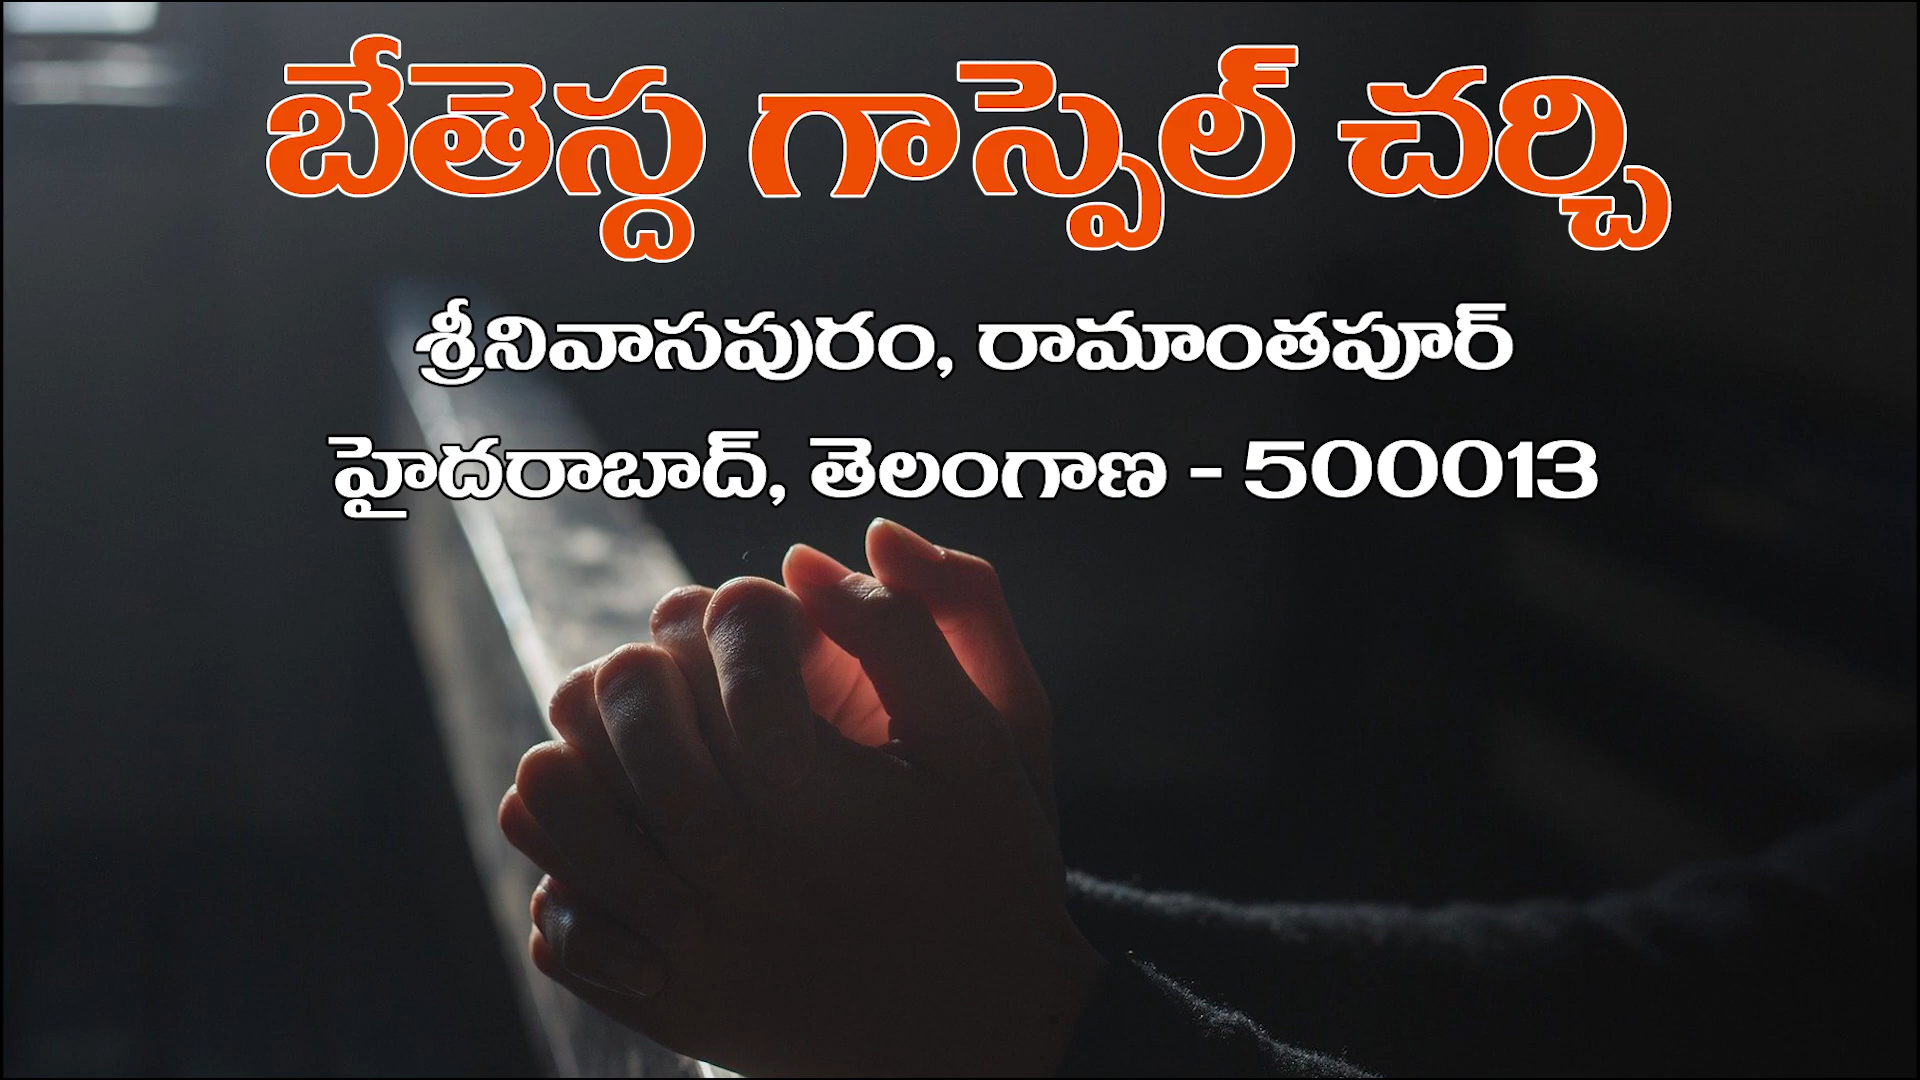 బేతెస్ద గాస్పెల్ చర్చి
శ్రీనివాసపురం, రామాంతపూర్
హైదరాబాద్, తెలంగాణ - 500013